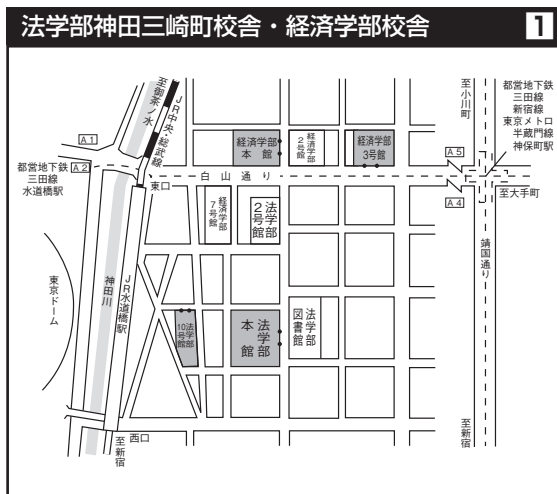 法学部神田三崎町校舎・経済学部校舎
1
至御茶ノ水
JR中央・総武線
A1
都営地下鉄
三田線
水道橋駅
A2
東口
白山通り
経済学部
本館
経済学部
2号館
経済学部
3号館
至小川町
都営地下鉄
三田線
新宿線
東京メトロ
半蔵門線
神保町駅
A5
A4
至大手町
靖国通り
経済学部
7号館
法学部
2号館
東京ドーム
神田川
JR水道橋駅
法学部
10号館
法学部
本館
法学部
図書館
西口
至新宿
至新宿